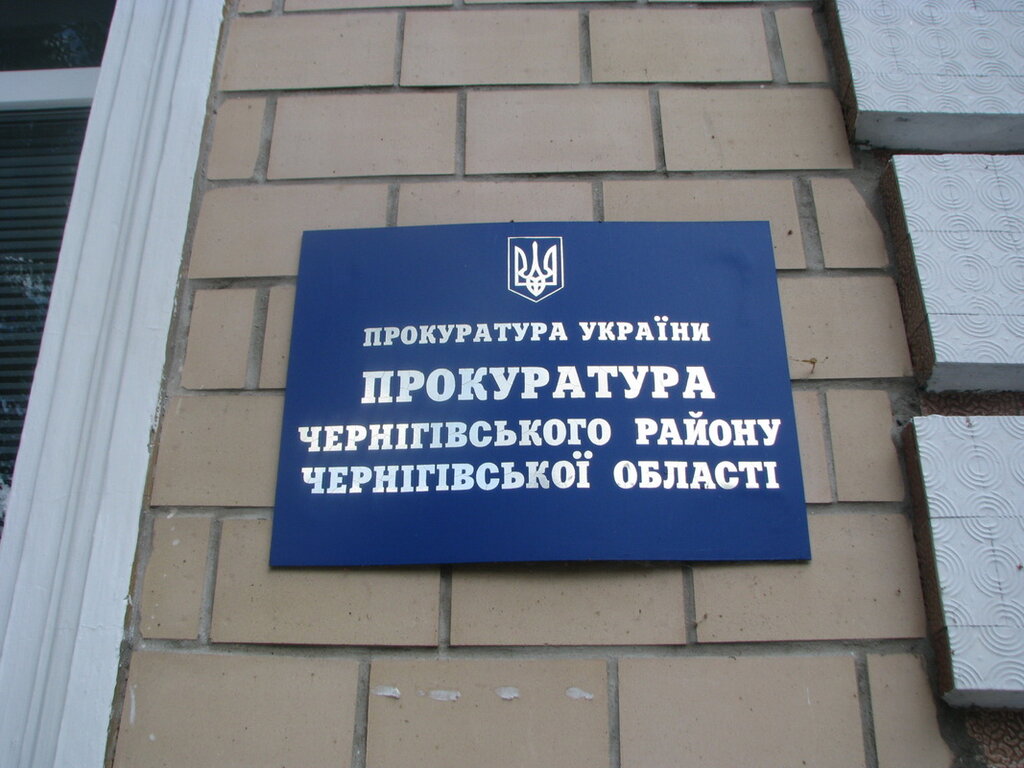 ПРОКУРАТУРА УКРАЇНИ
ПРОКУРАТУРА
ЧЕРНІГІВСЬКОГО РАЙОНУ
ЧЕРНІГІВСЬКОЇ ОБЛАСТІ